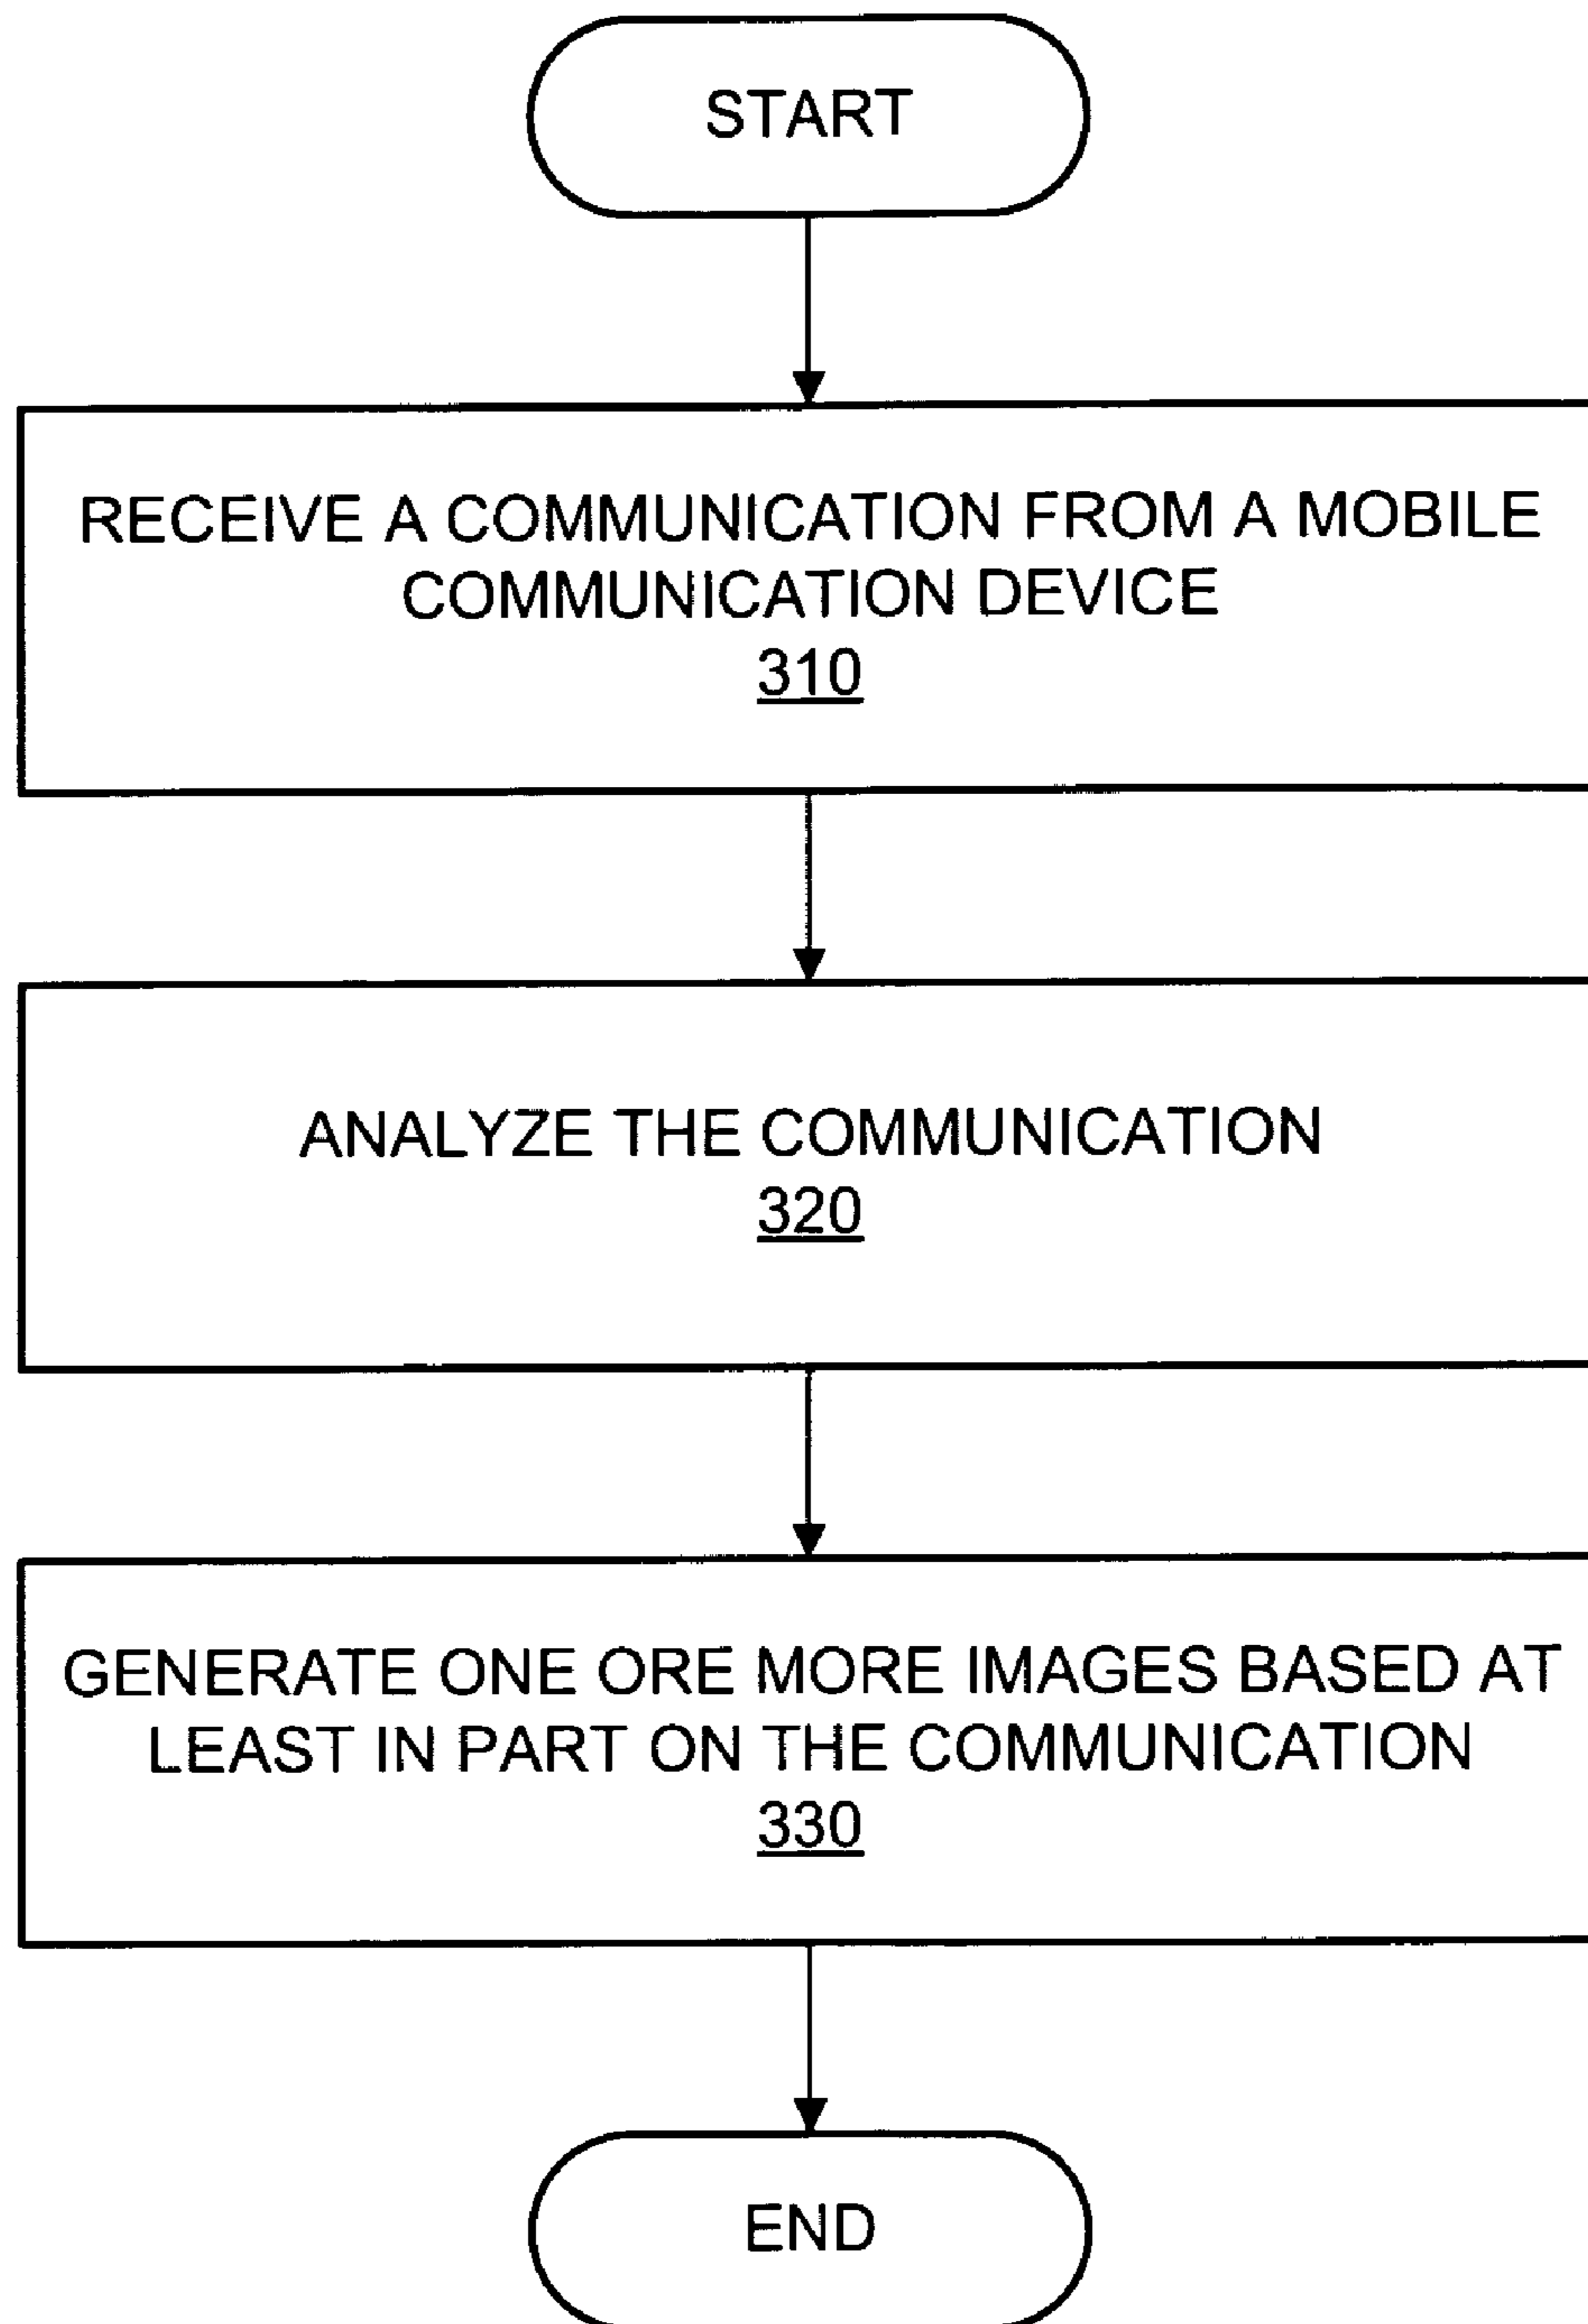 START
RECEIVE A COMMUNICATION FROM A MOBILE
COMMUNICATION DEVICE
310
ANALYZE THE COMMUNICATION
320
GENERATE ONE ORE MORE IMAGES BASED AT
LEAST IN PART ON THE COMMUNICATION
330
END